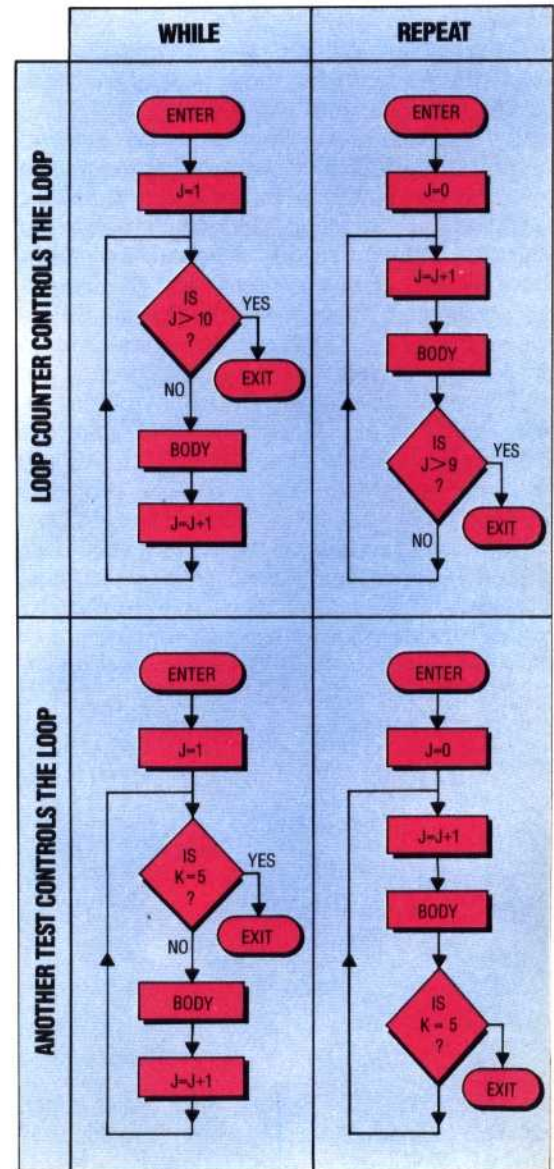 WHILE
REPEAT
LOOP COUNTER CONTROLS THE LOOP
ENTER
J=1
IS
J>10
?
YES
EXIT
NO
BODY
J=J+1
ENTER
J=0
J=J+1
BODY
IS
J>9
?
YES
EXIT
NO
ANOTHER TEST CONTROLS THE LOOP
ENTER
J=1
IS
K=5
?
YES
EXIT
NO
BODY
J=J+1
ENTER
J=0
J=J+1
BODY
IS
K=5
?
EXIT